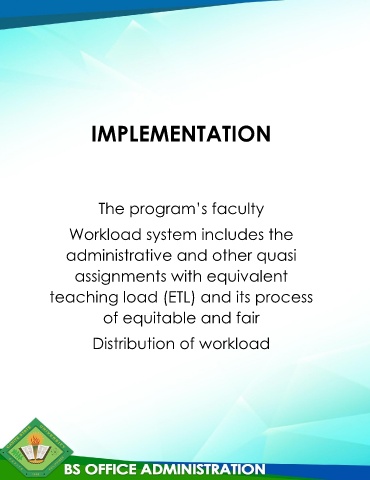 IMPLEMENTATION
The program's faculty
Workload system includes the
administrative and other quasi
assignments with equivalent
teaching load (ETL) and its process
of equitable and fair
Distribution of workload
BS OFFICE ADMINISTRATION